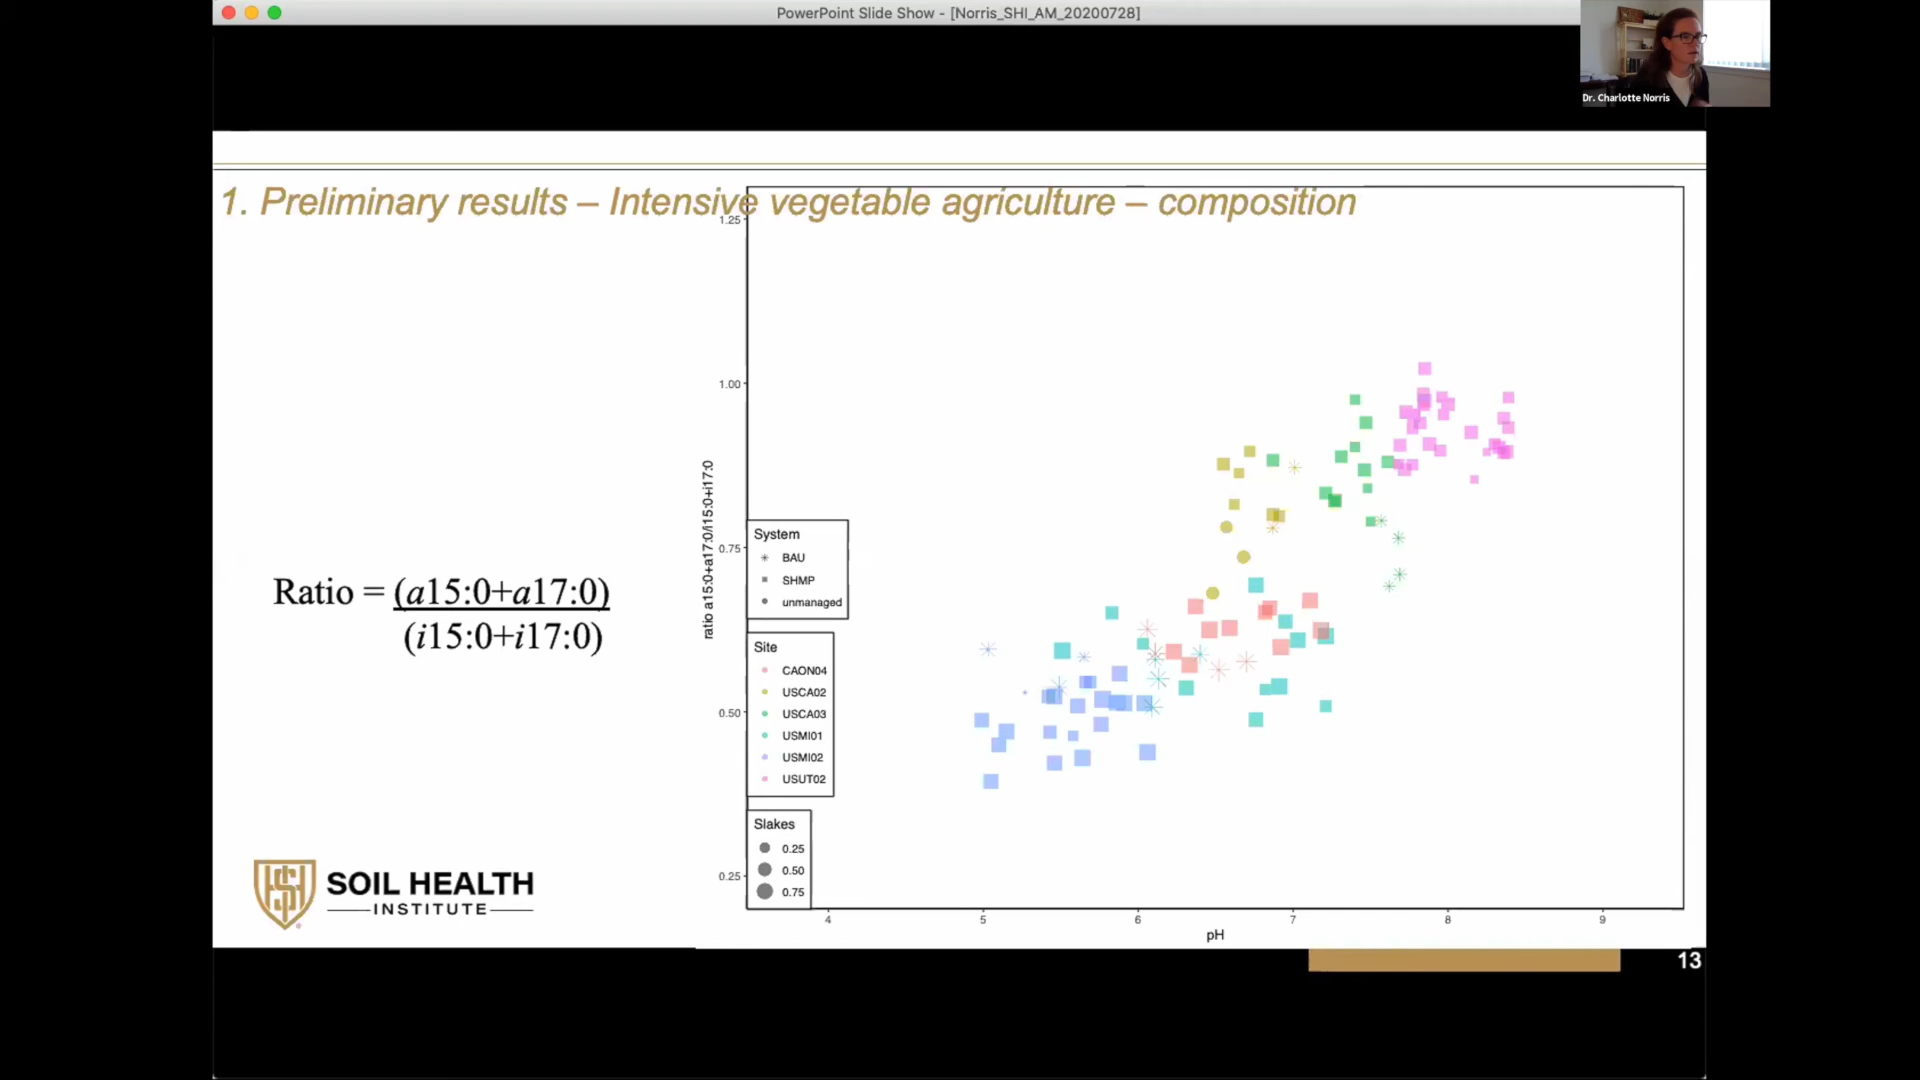 PowerPoint Slide Show - [Norris_SHI_AM_20200728]
Dr. Charlotte Norris
1. Preliminary results – Intensive vegetable agriculture – composition
Ratio = (a15:0+a17:0)
(i15:0+i17:0)
ratio a15:0+a17:0/i15:0+i17:0
1.25
1.00
0.75
0.50
0.25
System
BAU
SHMP
unmanaged
Site
CAON04
USCA02
USCA03
USMI01
USMI02
USUT02
Slakes
0.25
0.50
0.75
4 5 6 7 8 9
pH
SHI
SOIL HEALTH
INSTITUTE
13